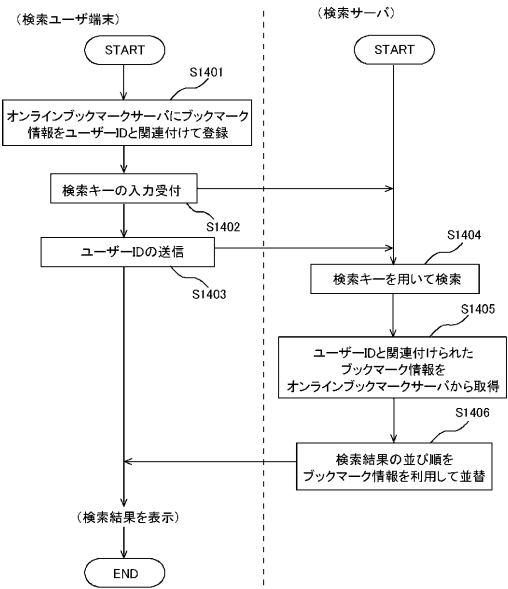 （検索ユーザ端末）
START
S1401
オンラインブックマークサーバにブックマーク
情報をユーザーIDと関連付けて登録
検索キーの入力受付
S1402
ユーザーIDの送信
S1403
（検索結果を表示）
END
（検索サーバ）
START
S1404
検索キーを用いて検索
S1405
ユーザーIDと関連付けられた
ブックマーク情報を
オンラインブックマークサーバから取得
S1406
検索結果の並び順を
ブックマーク情報を利用して並替